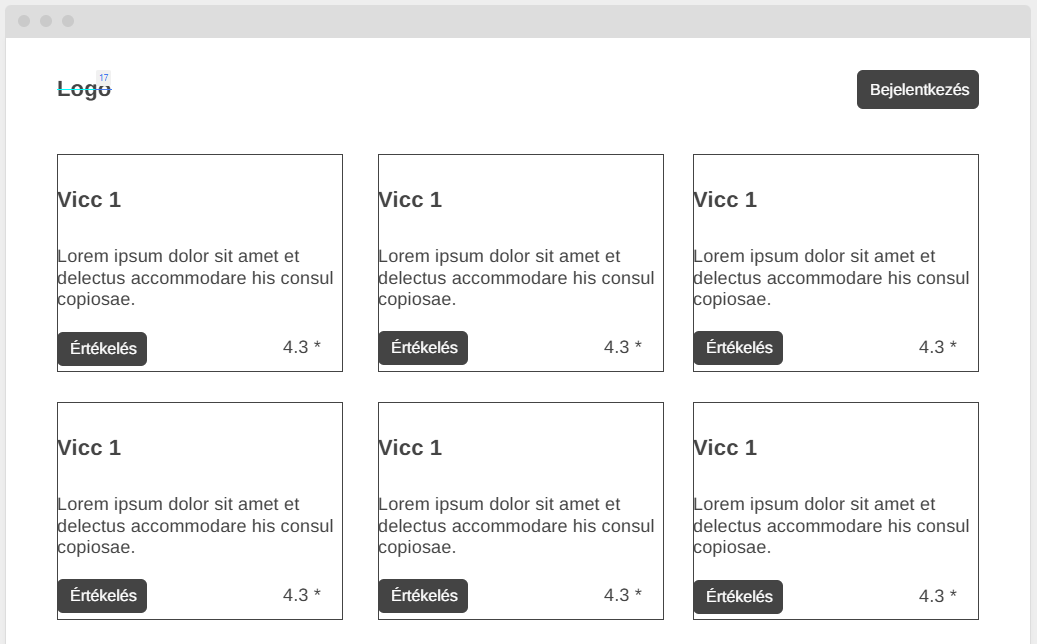 Logo 17
Bejelentkezés
Vicc 1
Lorem ipsum dolor sit amet et
delectus accommodare his consul
copiosae.
Értékelés 4.3 *
Vicc 1
Lorem ipsum dolor sit amet et
delectus accommodare his consul
copiosae.
Értékelés 4.3 *
Vicc 1
Lorem ipsum dolor sit amet et
delectus accommodare his consul
copiosae.
Értékelés 4.3 *
Vicc 1
Lorem ipsum dolor sit amet et
delectus accommodare his consul
copiosae.
Értékelés 4.3 *
Vicc 1
Lorem ipsum dolor sit amet et
delectus accommodare his consul
copiosae.
Értékelés 4.3 *
Vicc 1
Lorem ipsum dolor sit amet et
delectus accommodare his consul
copiosae.
Értékelés 4.3 *